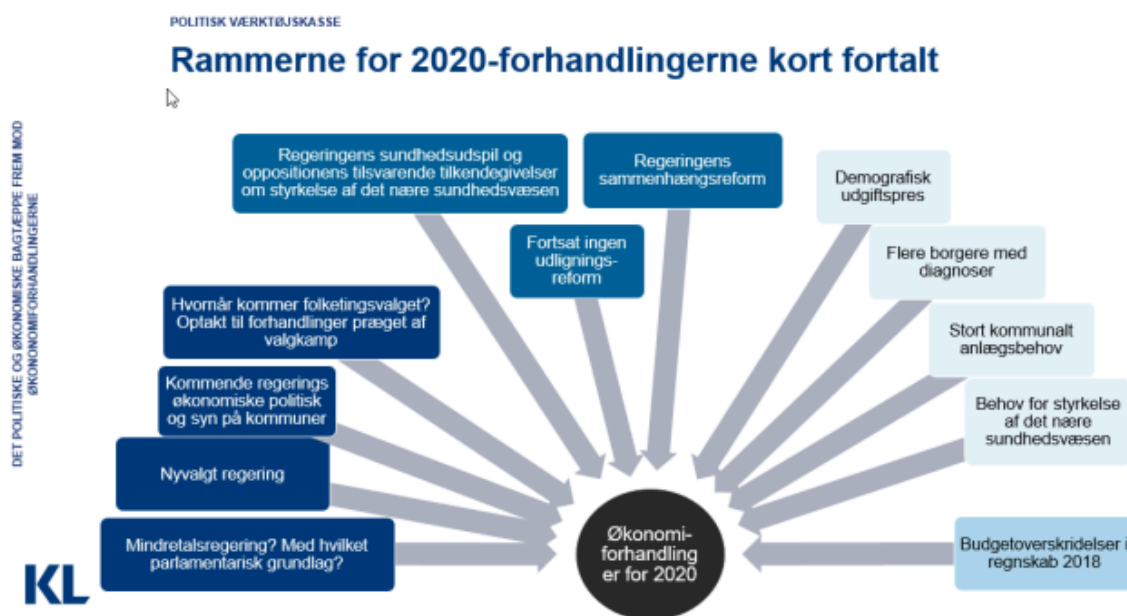 POLITISK VÆRKTØJSKASSE
Rammerne for 2020-forhandlingerne kort fortalt
DET POLITISKE OG ØKONOMISKE BAGTÆPPE FREM MOD
ØKONONOMIFORHANDLINGERNE
Regeringens sundhedsudspil og
oppositionens tilsvarende tilkendegivelser
om styrkelse af det nære sundhedsvæsen
Regeringens
sammenhængsreform
Demografisk
udgiftspres
Fortsat ingen
udlignings-
reform
Flere borgere med
diagnoser
Hvornår kommer folketingsvalget?
Optakt til forhandlinger præget af
valgkamp
Stort kommunalt
anlægsbehov
Kommende regerings
økonomiske politisk
og syn på kommuner
Behov for styrkelse
af det nære
sundhedsvæsen
Nyvalgt regering
Mindretalsregering? Med hvilket
parlamentarisk grundlag?
Økonomi-
forhandling
er for 2020
Budgetoverskridelser i
regnskab 2018
KL